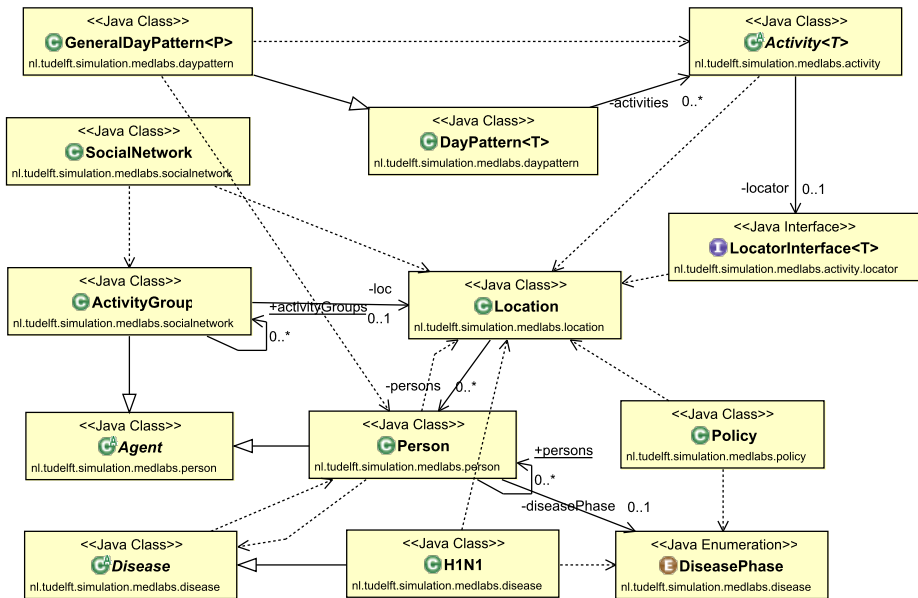 <<Java Class>>
GeneralDayPattern<P>
nl.tudelft.simulation.medlabs.daypattern
<<Java Class>>
Activity<T>
nl.tudelft.simulation.medlabs.activity
-activities
0..*
<<Java Class>>
DayPattern<T>
nl.tudelft.simulation.medlabs.daypattern
<<Java Class>>
SocialNetwork
nl.tudelft.simulation.medlabs.socialnetwork
-locator
0..1
<<Java Interface>>
LocatorInterface<T>
nl.tudelft.simulation.medlabs.activity.locator
<<Java Class>>
ActivityGroup
nl.tudelft.simulation.medlabs.socialnetwork
-loc
+activityGroups
0..1
0..*
<<Java Class>>
Location
nl.tudelft.simulation.medlabs.location
-persons
0..*
<<Java Class>>
Agent
nl.tudelft.simulation.medlabs.person
<<Java Class>>
Person
nl.tudelft.simulation.medlabs.person
+persons
0..*
<<Java Class>>
Policy
nl.tudelft.simulation.medlabs.policy
-diseasePhase
0..1
<<Java Class>>
Disease
nl.tudelft.simulation.medlabs.disease
<<Java Class>>
H1N1
nl.tudelft.simulation.medlabs.disease
<<Java Enumeration>>
DiseasePhase
nl.tudelft.simulation.medlabs.disease